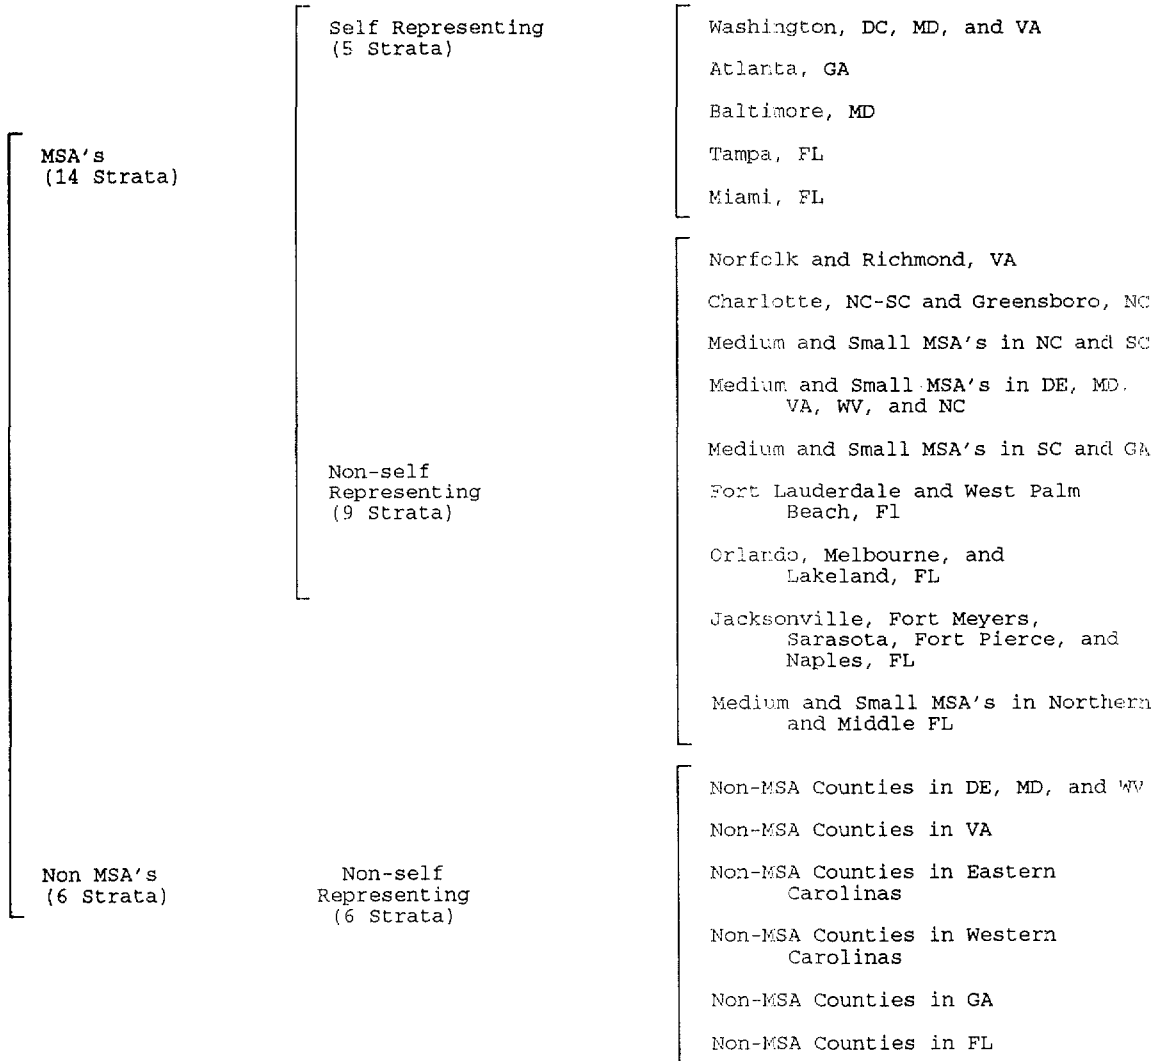 MSA's
(14 Strata)
Self Representing
(5 Strata)
Washington, DC, MD, and VA
Atlanta, GA
Baltimore, MD
Tampa, FL
Miami, FL
Non-self
Representing
(9 Strata)
Norfolk and Richmond, VA
Charlotte, NC-SC and Greensboro, NC
Medium and Small MSA's in NC and SC
Medium and Small MSA's in DE, MD,
VA, WV, and NC
Medium and Small MSA's in SC and GA
Fort Lauderdale and West Palm
Beach, Fl
Orlando, Melbourne, and
Lakeland, FL
Jacksonville, Fort Meyers,
Sarasota, Fort Pierce, and
Naples, FL
Medium and Small MSA's in Northern
and Middle FL
Non MSA's
(6 Strata)
Non-self
Representing
(6 Strata)
Non-MSA Counties in DE, MD, and WV
Non-MSA Counties in VA
Non-MSA Counties in Eastern
Carolinas
Non-MSA Counties in Western
Carolinas
Non-MSA Counties in GA
Non-MSA Counties in FL